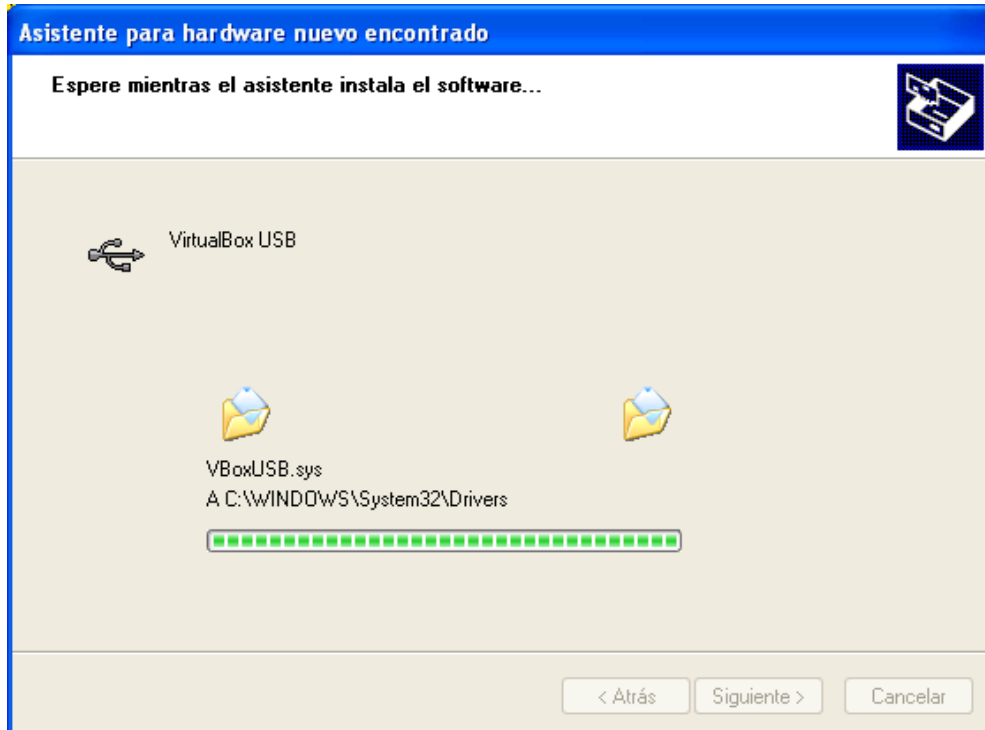 Asistente para hardware nuevo encontrado
Espere mientras el asistente instala el software...
VirtualBox USB
VBoxUSB.sys
A C:\WINDOWS\System32\Drivers
< Atrás Siguiente > Cancelar